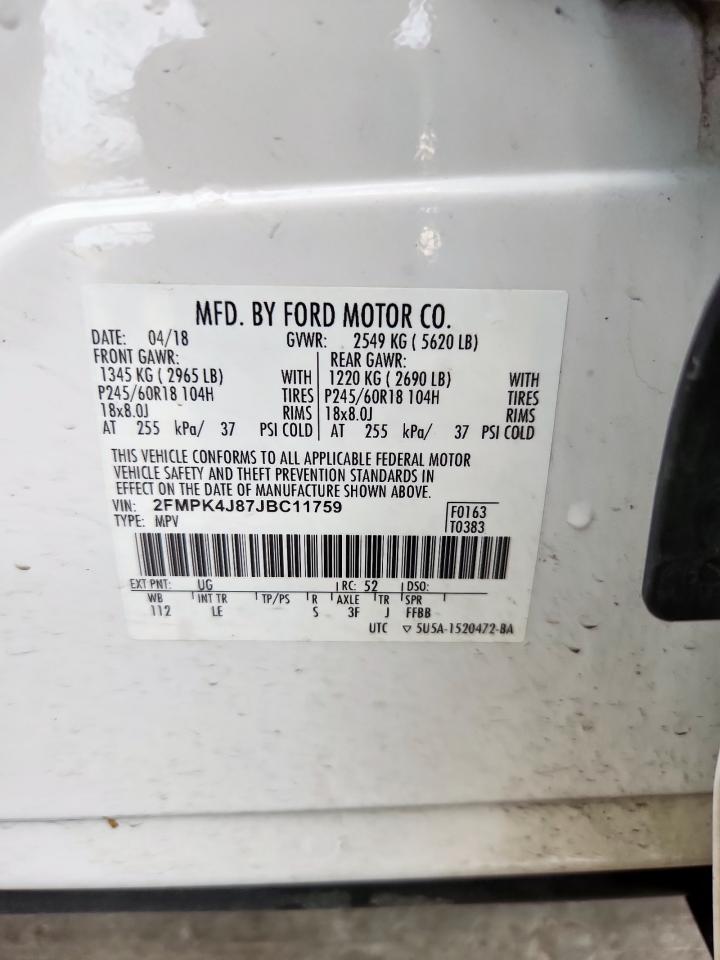 MFD. BY FORD MOTOR CO.
DATE: 04/18 GVWR: 2549 KG ( 5620 LB)
FRONT GAWR: REAR GAWR:
1345 KG ( 2965 LB) WITH 1220 KG ( 2690 LB) WITH
P245/60R18 104H TIRES P245/60R18 104H TIRES
18x8.0J RIMS 18x8.0J RIMS
AT 255 kPa/ 37 PSI COLD AT 255 kPa/ 37 PSI COLD
THIS VEHICLE CONFORMS TO ALL APPLICABLE FEDERAL MOTOR
VEHICLE SAFETY AND THEFT PREVENTION STANDARDS IN
EFFECT ON THE DATE OF MANUFACTURE SHOWN ABOVE.
VIN: 2FMPK4J87JBC11759 F0163
TYPE: MPV T0383
EXT PNT: UG RC: 52 DSO:
WB INT TR TP/PS R AXLE TR SPR
112 LE S 3F J FFBB
UTC ▽ 5U5A-1520472-BA